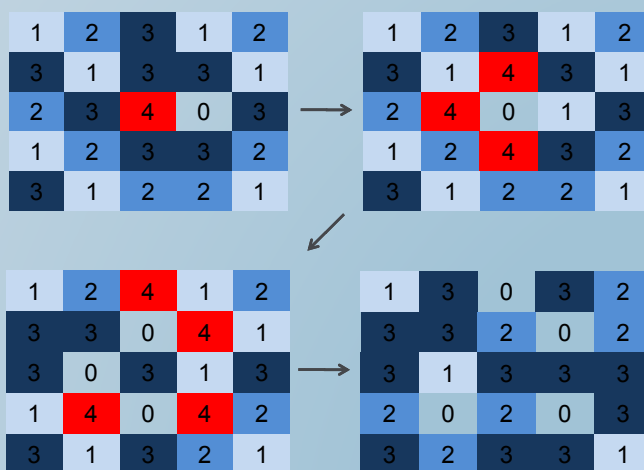 1 2 3 1 2
3 1 3 3 1
2 3 4 0 3
1 2 3 3 2
3 1 2 2 1
1 2 3 1 2
3 1 4 3 1
2 4 0 1 3
1 2 4 3 2
3 1 2 2 1
1 2 4 1 2
3 3 0 4 1
3 0 3 1 3
1 4 0 4 2
3 1 3 2 1
1 3 0 3 2
3 3 2 0 2
3 1 3 3 3
2 0 2 0 3
3 2 3 3 1